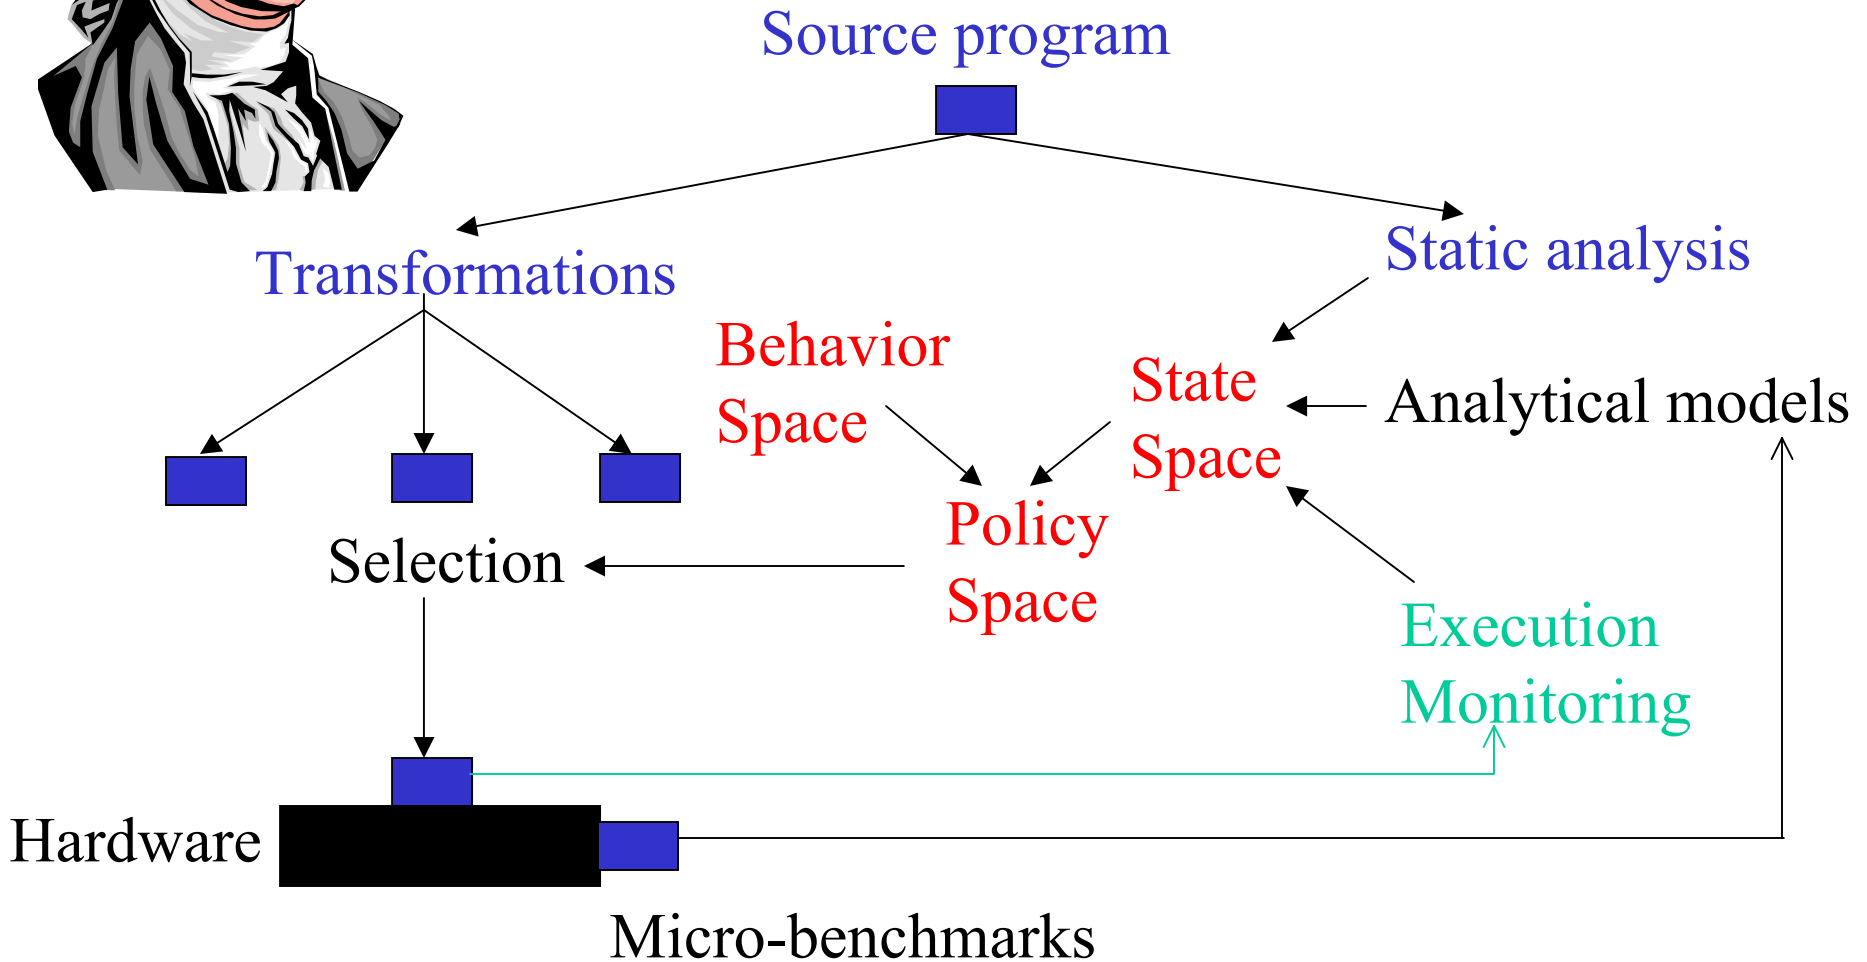 Source program
Transformations
Static analysis
Behavior
Space
State
Space
Analytical models
Policy
Space
Selection
Execution
Monitoring
Hardware
Micro-benchmarks